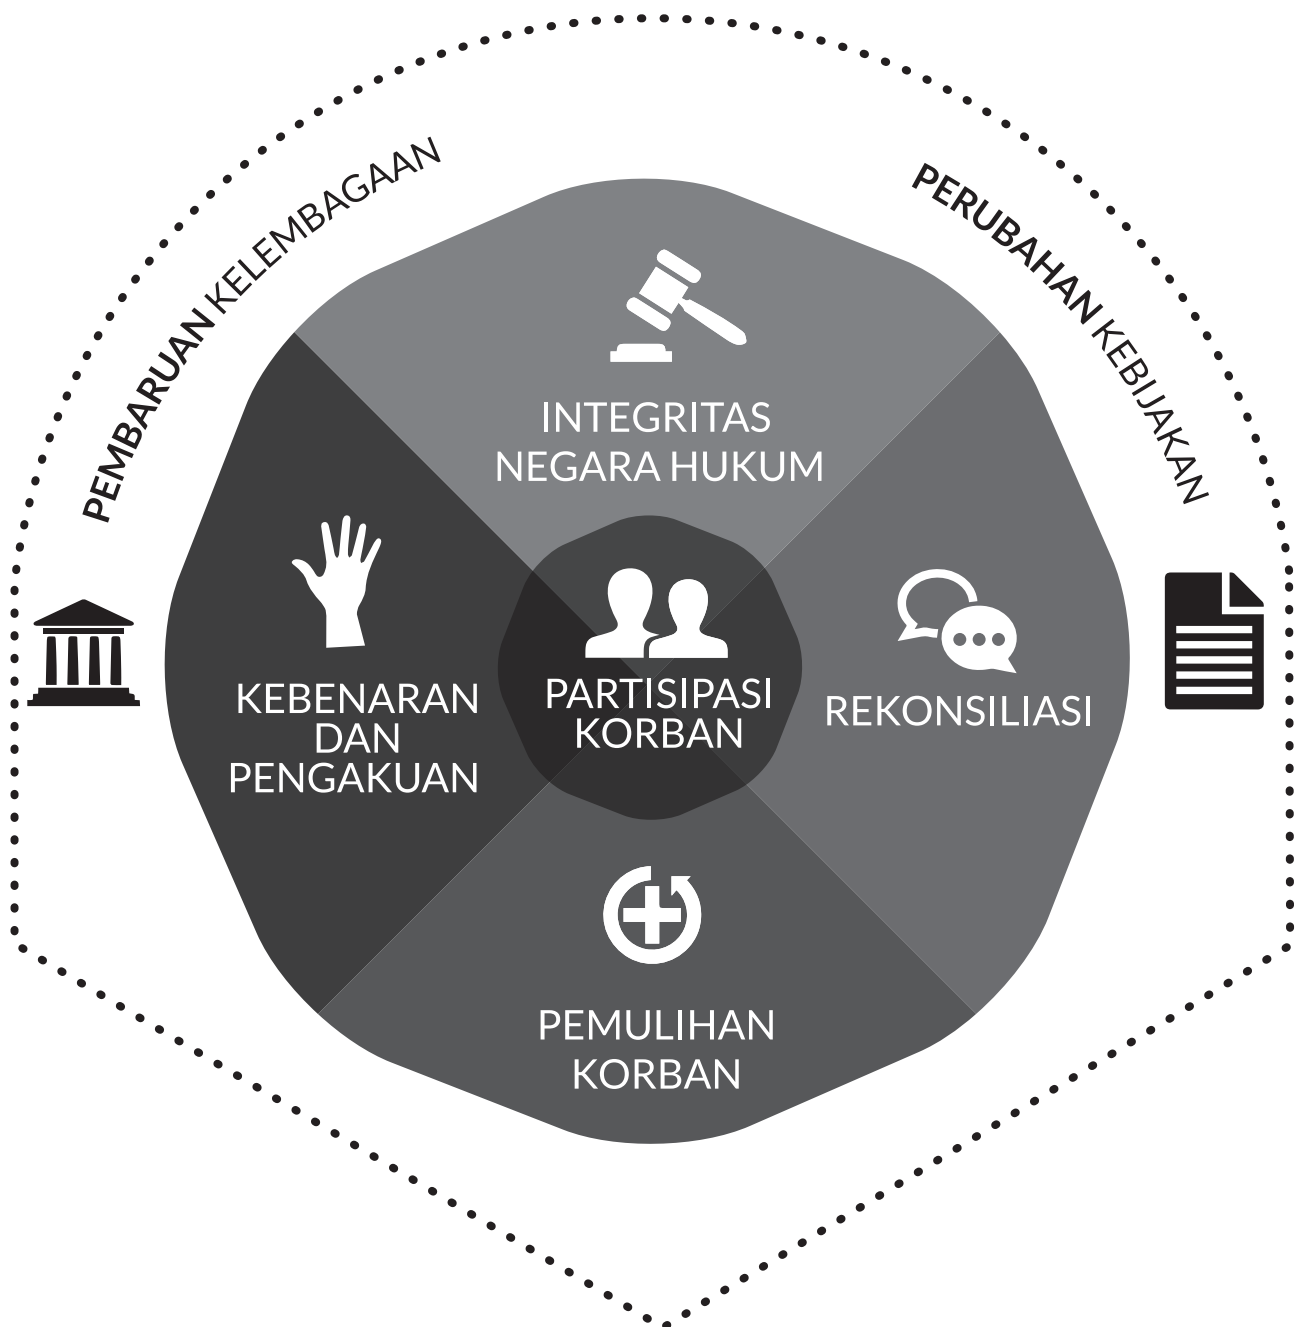 PEMBARUAN KELEMBAGAAN
PERUBAHAN KEBIJAKAN
INTEGRITAS
NEGARA HUKUM
KEBENARAN
DAN
PENGAKUAN
PARTISIPASI
KORBAN
REKONSILIASI
PEMULIHAN
KORBAN